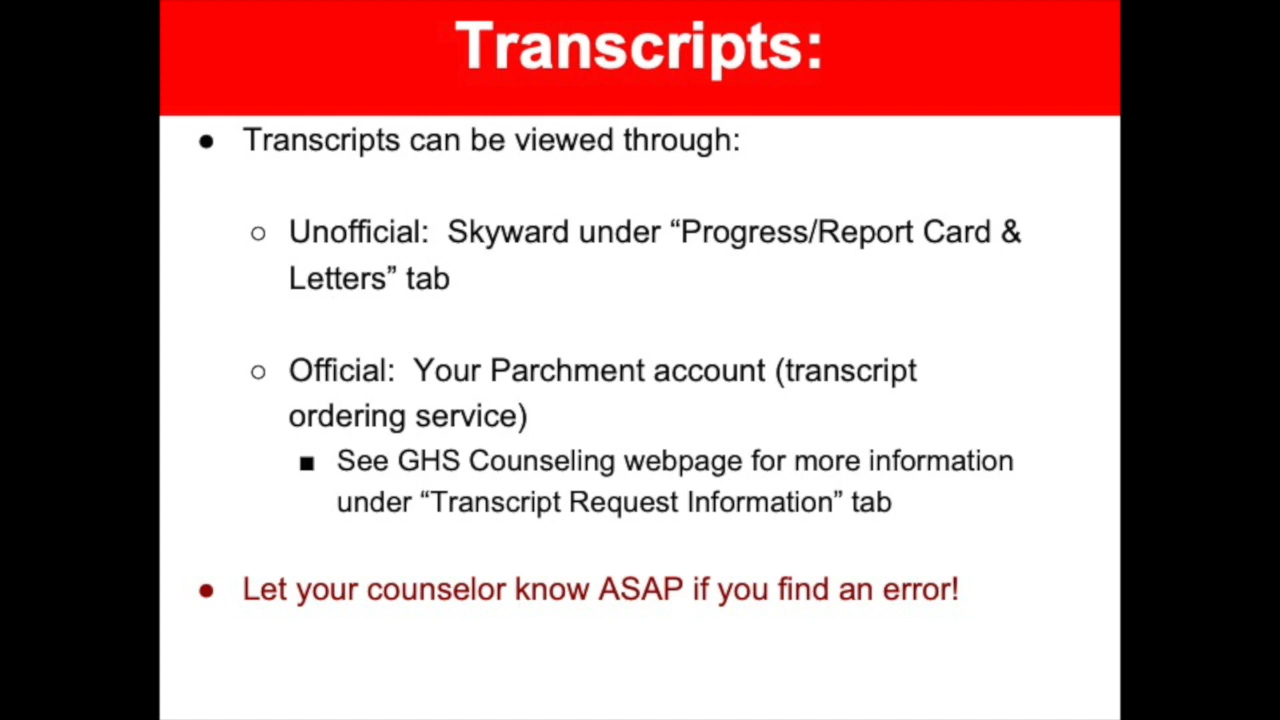 Transcripts:
● Transcripts can be viewed through:
○ Unofficial: Skyward under “Progress/Report Card &
Letters” tab
○ Official: Your Parchment account (transcript
ordering service)
■ See GHS Counseling webpage for more information
under “Transcript Request Information” tab
● Let your counselor know ASAP if you find an error!